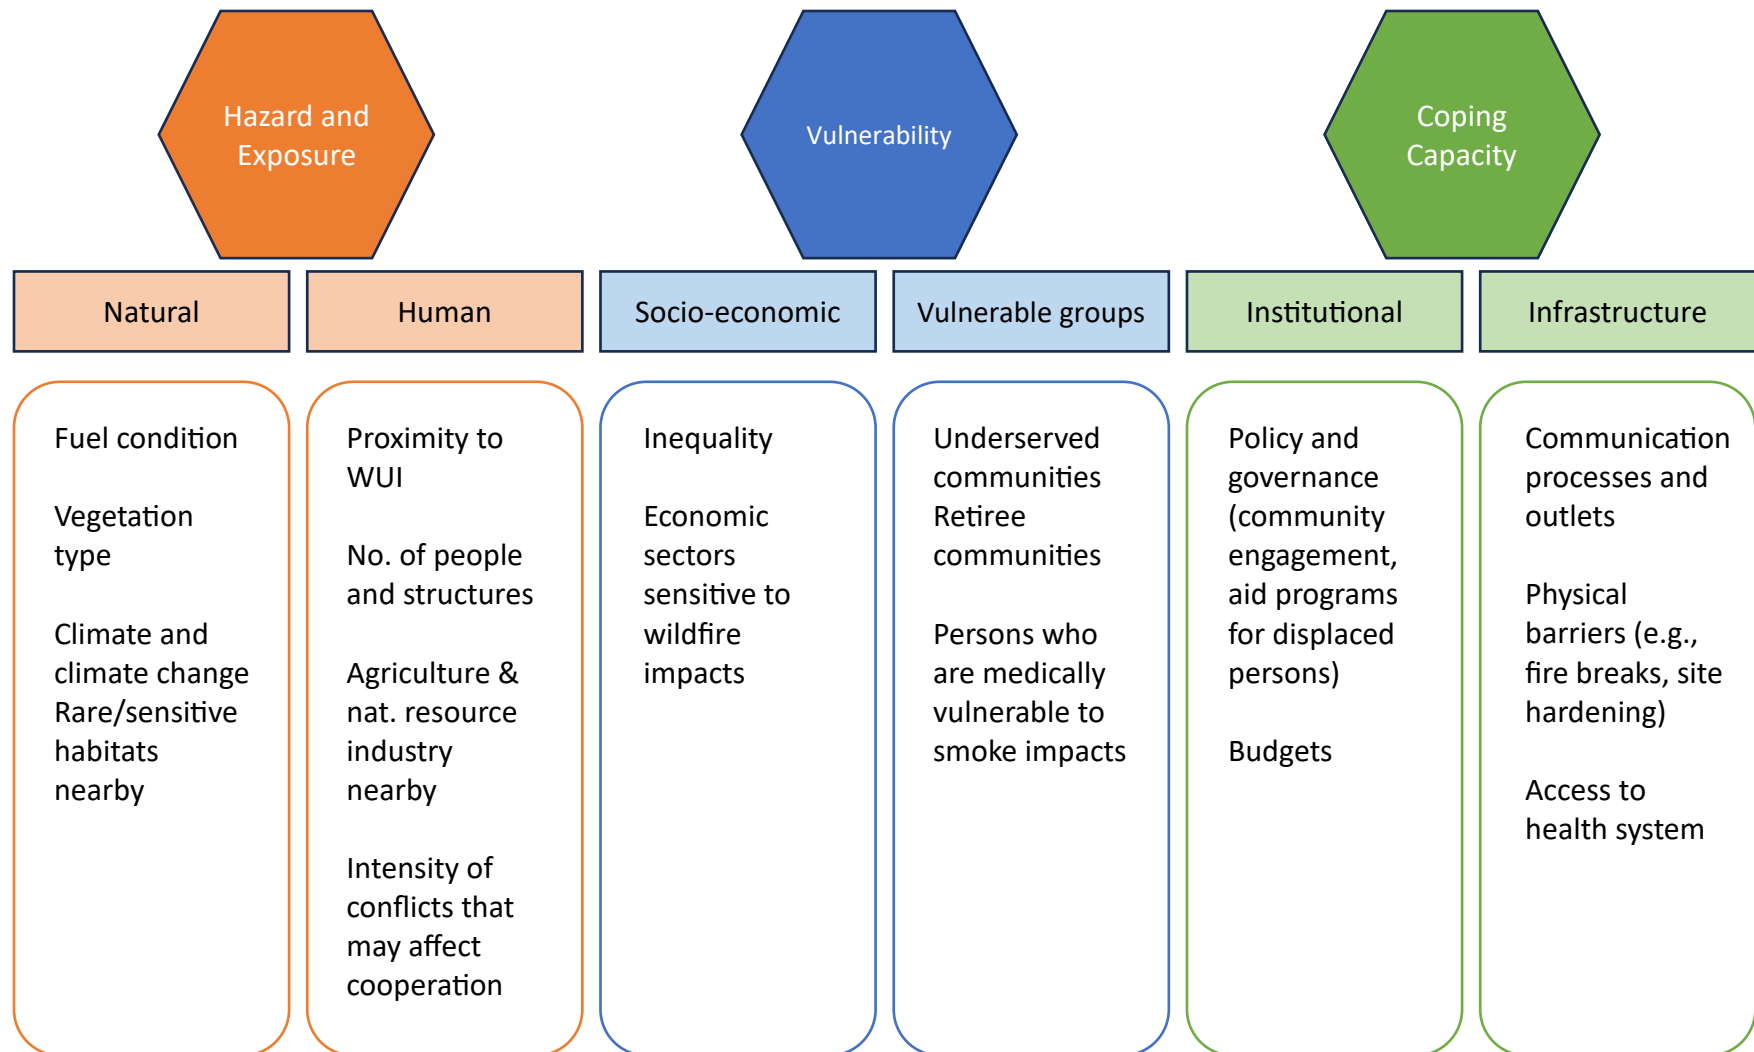 Hazard and
Exposure
Vulnerability
Coping
Capacity
Natural
Human
Socio-economic
Vulnerable groups
Institutional
Infrastructure
Fuel condition
Vegetation
type
Climate and
climate change
Rare/sensitive
habitats
nearby
Proximity to
WUI
No. of people
and structures
Agriculture &
nat. resource
industry
nearby
Intensity of
conflicts that
may affect
cooperation
Inequality
Economic
sectors
sensitive to
wildfire
impacts
Underserved
communities
Retiree
communities
Persons who
are medically
vulnerable to
smoke impacts
Policy and
governance
(community
engagement,
aid programs
for displaced
persons)
Budgets
Communication
processes and
outlets
Physical
barriers (e.g.,
fire breaks, site
hardening)
Access to
health system